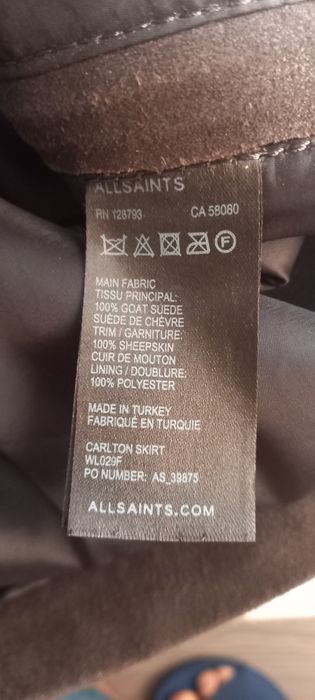 ALLSAINTS
RN 128793 CA 58080
F
MAIN FABRIC
TISSU PRINCIPAL:
100% GOAT SUEDE
SUÈDE DE CHÈVRE
TRIM / GARNITURE:
100% SHEEPSKIN
CUIR DE MOUTON
LINING / DOUBLURE:
100% POLYESTER
MADE IN TURKEY
FABRIQUÉ EN TURQUIE
CARLTON SKIRT
WL029F
PO NUMBER: AS_39875
ALLSAINTS.COM